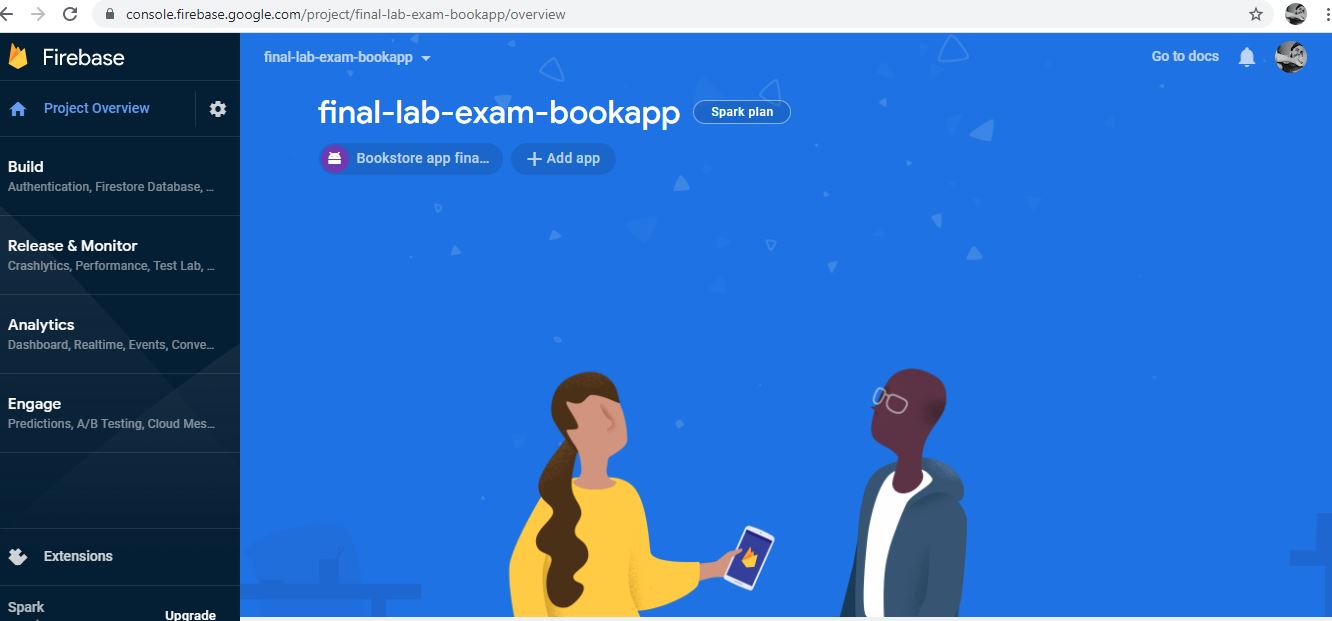 console.firebase.google.com/project/final-lab-exam-bookapp/overview
Firebase
Project Overview
Build
Authentication, Firestore Database, ...
Release & Monitor
Crashlytics, Performance, Test Lab, ...
Analytics
Dashboard, Realtime, Events, Conve...
Engage
Predictions, A/B Testing, Cloud Mes...
Extensions
Spark
Upgrade
final-lab-exam-bookapp
Go to docs
final-lab-exam-bookapp
Spark plan
Bookstore app fina...
Add app